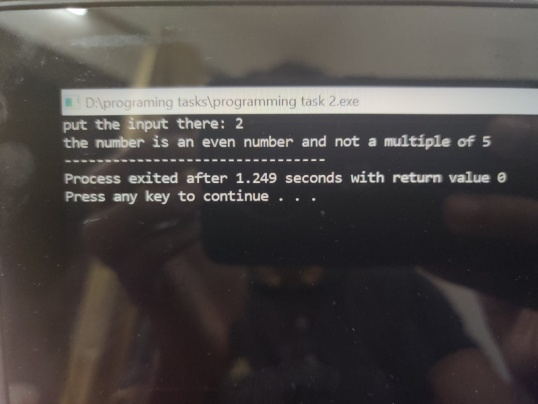 D:\programing tasks\programming task 2.exe
put the input there: 2
the number is an even number and not a multiple of 5
--------------------------------
Process exited after 1.249 seconds with return value 0
Press any key to continue . . .